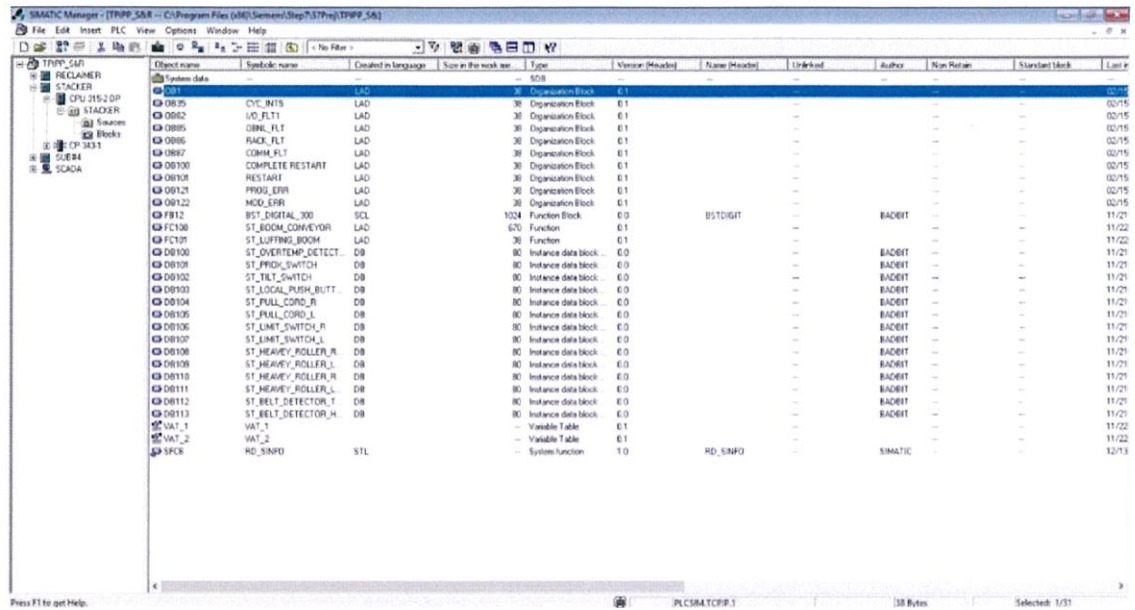 SIMATIC Manager - [TPIPP_S&R -- C:\Program Files (x86)\Siemens\Step7\S7Proj\TPIPP_S&]
File Edit Insert PLC View Options Window Help
< No Filter >
TPIPP_S&R
RECLAIMER
STACKER
CPU 315-2 DP
STACKER
Sources
Blocks
CP 343-1
SUB#4
SCADA
Object name Symbolic name Created in language Size in the work me... Type Version (Header) Name (Header) Unlinked Author Non Retain Standard block
System data -- -- -- SDB -- -- -- -- -- --
OB1 LAD 38 Organization Block 0.1
OB35 CYC_INT5 LAD 38 Organization Block 0.1 02/15
OB82 I/O_FLT1 LAD 38 Organization Block 0.1 02/15
OB85 OBNL_FLT LAD 38 Organization Block 0.1 02/15
OB86 RACK_FLT LAD 38 Organization Block 0.1 02/15
OB87 COMM_FLT LAD 38 Organization Block 0.1 02/15
OB100 COMPLETE RESTART LAD 38 Organization Block 0.1 02/15
OB101 RESTART LAD 38 Organization Block 0.1 02/15
OB121 PROG_ERR LAD 38 Organization Block 0.1 02/15
OB122 MOD_ERR LAD 38 Organization Block 0.1 02/15
FB12 BST_DIGITAL_300 SCL 1024 Function Block 0.0 BSTDIGIT BADBIT 11/21
FC100 ST_BOOM_CONVEYOR LAD 670 Function 0.1 11/22
FC101 ST_LUFFING_BOOM LAD 38 Function 0.1 11/22
DB100 ST_OVERTEMP_DETECT... DB 80 Instance data block ... 0.0 BADBIT 11/21
DB101 ST_PROX_SWITCH DB 80 Instance data block ... 0.0 BADBIT 11/21
DB102 ST_TILT_SWITCH DB 80 Instance data block ... 0.0 BADBIT 11/21
DB103 ST_LOCAL_PUSH_BUTT... DB 80 Instance data block ... 0.0 BADBIT 11/21
DB104 ST_PULL_CORD_R DB 80 Instance data block ... 0.0 BADBIT 11/21
DB105 ST_PULL_CORD_L DB 80 Instance data block ... 0.0 BADBIT 11/21
DB106 ST_LIMIT_SWITCH_R DB 80 Instance data block ... 0.0 BADBIT 11/21
DB107 ST_LIMIT_SWITCH_L DB 80 Instance data block ... 0.0 BADBIT 11/21
DB108 ST_HEAVEY_ROLLER_R... DB 80 Instance data block ... 0.0 BADBIT 11/21
DB109 ST_HEAVEY_ROLLER_L... DB 80 Instance data block ... 0.0 BADBIT 11/21
DB110 ST_HEAVEY_ROLLER_R... DB 80 Instance data block ... 0.0 BADBIT 11/21
DB111 ST_HEAVEY_ROLLER_L... DB 80 Instance data block ... 0.0 BADBIT 11/21
DB112 ST_BELT_DETECTOR_T... DB 80 Instance data block ... 0.0 BADBIT 11/21
DB113 ST_BELT_DETECTOR_H... DB 80 Instance data block ... 0.0 BADBIT 11/21
VAT_1 VAT_1 -- Variable Table 0.1 11/22
VAT_2 VAT_2 -- Variable Table 0.1 11/22
SFC6 RD_SINFO STL -- System function 1.0 RD_SINFO SIMATIC 12/13
Press F1 to get Help. PLCSIM.TCPIP.1 38 Bytes Selected: 1/31